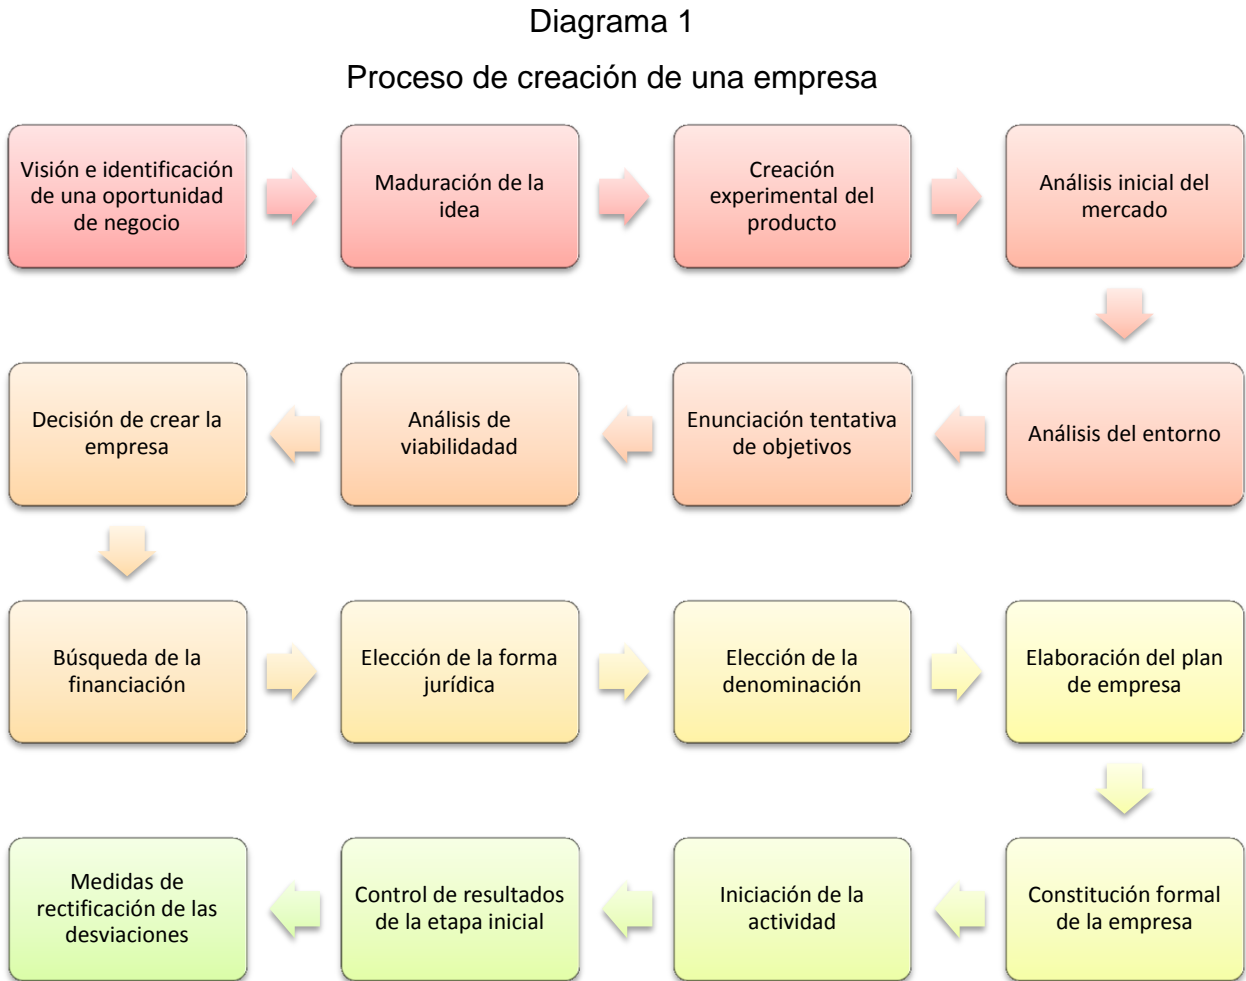 Diagrama 1
Proceso de creación de una empresa
Visión e identificación
de una oportunidad
de negocio
Maduración de la
idea
Creación
experimental del
producto
Análisis inicial del
mercado
Análisis del entorno
Enunciación tentativa
de objetivos
Análisis de
viabilidadad
Decisión de crear la
empresa
Búsqueda de la
financiación
Elección de la forma
jurídica
Elección de la
denominación
Elaboración del plan
de empresa
Constitución formal
de la empresa
Iniciación de la
actividad
Control de resultados
de la etapa inicial
Medidas de
rectificación de las
desviaciones